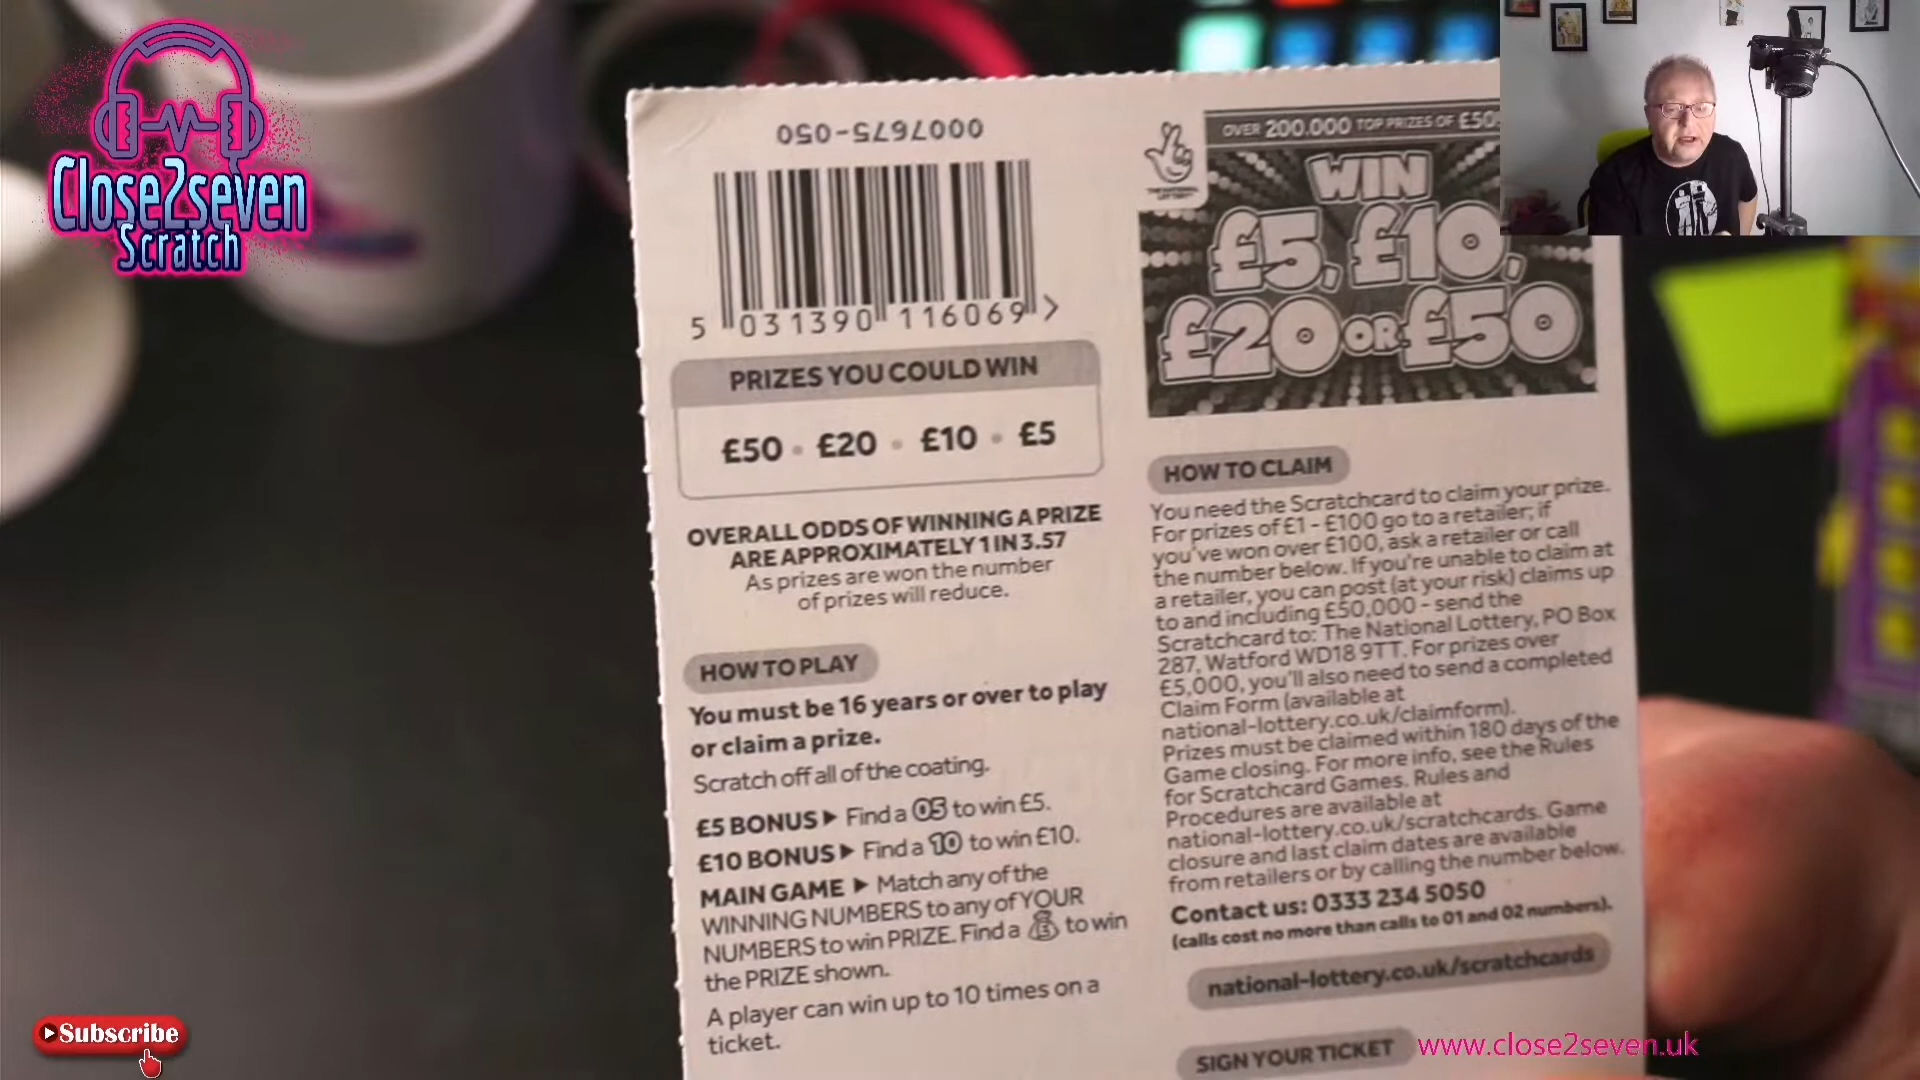 Close2seven
Scratch
0007675-050
5 031390 116069 >
PRIZES YOU COULD WIN
£50 • £20 • £10 • £5
OVERALL ODDS OF WINNING A PRIZE
ARE APPROXIMATELY 1 IN 3.57
As prizes are won the number
of prizes will reduce.
HOW TO PLAY
You must be 16 years or over to play
or claim a prize.
Scratch off all of the coating.
£5 BONUS ▶ Find a 05 to win £5.
£10 BONUS ▶ Find a 10 to win £10.
MAIN GAME ▶ Match any of the
WINNING NUMBERS to any of YOUR
NUMBERS to win PRIZE. Find a to win
the PRIZE shown.
A player can win up to 10 times on a
ticket.
OVER 200,000 TOP PRIZES OF £50
WIN
£5, £10,
£20 OR £50
HOW TO CLAIM
You need the Scratchcard to claim your prize.
For prizes of £1 - £100 go to a retailer; if
you've won over £100, ask a retailer or call
the number below. If you're unable to claim at
a retailer, you can post (at your risk) claims up
to and including £50,000 - send the
Scratchcard to: The National Lottery, PO Box
287, Watford WD18 9TT. For prizes over
£5,000, you'll also need to send a completed
Claim Form (available at
national-lottery.co.uk/claimform).
Prizes must be claimed within 180 days of the
Game closing. For more info, see the Rules
for Scratchcard Games. Rules and
Procedures are available at
national-lottery.co.uk/scratchcards. Game
closure and last claim dates are available
from retailers or by calling the number below.
Contact us: 0333 234 5050
(calls cost no more than calls to 01 and 02 numbers).
national-lottery.co.uk/scratchcards
SIGN YOUR TICKET
Subscribe
www.close2seven.uk